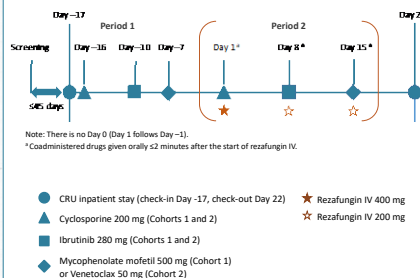 Day –17
Day 2
Period 1
Period 2
Screening
Day –16
Day –10
Day –7
Day 1ᵃ
Day 8 ᵃ
Day 15 ᵃ
≤45 days
Note: There is no Day 0 (Day 1 follows Day –1).
ᵃ Coadministered drugs given orally ≤2 minutes after the start of rezafungin IV.
CRU inpatient stay (check-in Day -17, check-out Day 22)
Rezafungin IV 400 mg
Cyclosporine 200 mg (Cohorts 1 and 2)
Rezafungin IV 200 mg
Ibrutinib 280 mg (Cohorts 1 and 2)
Mycophenolate mofetil 500 mg (Cohort 1)
or Venetoclax 50 mg (Cohort 2)